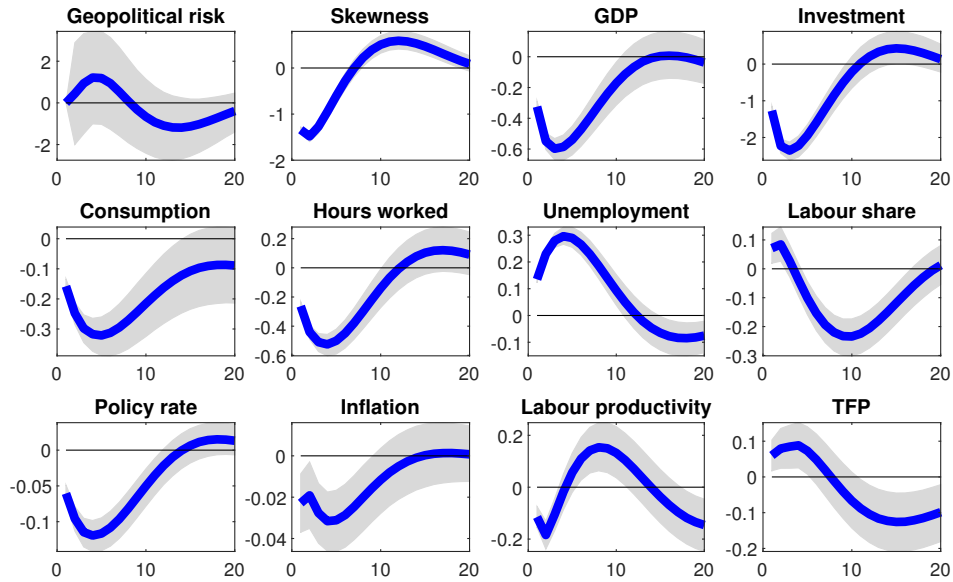 Geopolitical risk
2
0
-2
0 10 20
Skewness
0
-1
-2
0 10 20
GDP
0
-0.2
-0.4
-0.6
0 10 20
Investment
0
-1
-2
0 10 20
Consumption
0
-0.1
-0.2
-0.3
0 10 20
Hours worked
0.2
0
-0.2
-0.4
-0.6
0 10 20
Unemployment
0.3
0.2
0.1
0
-0.1
0 10 20
Labour share
0.1
0
-0.1
-0.2
-0.3
0 10 20
Policy rate
0
-0.05
-0.1
0 10 20
Inflation
0
-0.02
-0.04
0 10 20
Labour productivity
0.2
0
-0.2
0 10 20
TFP
0.1
0
-0.1
-0.2
0 10 20